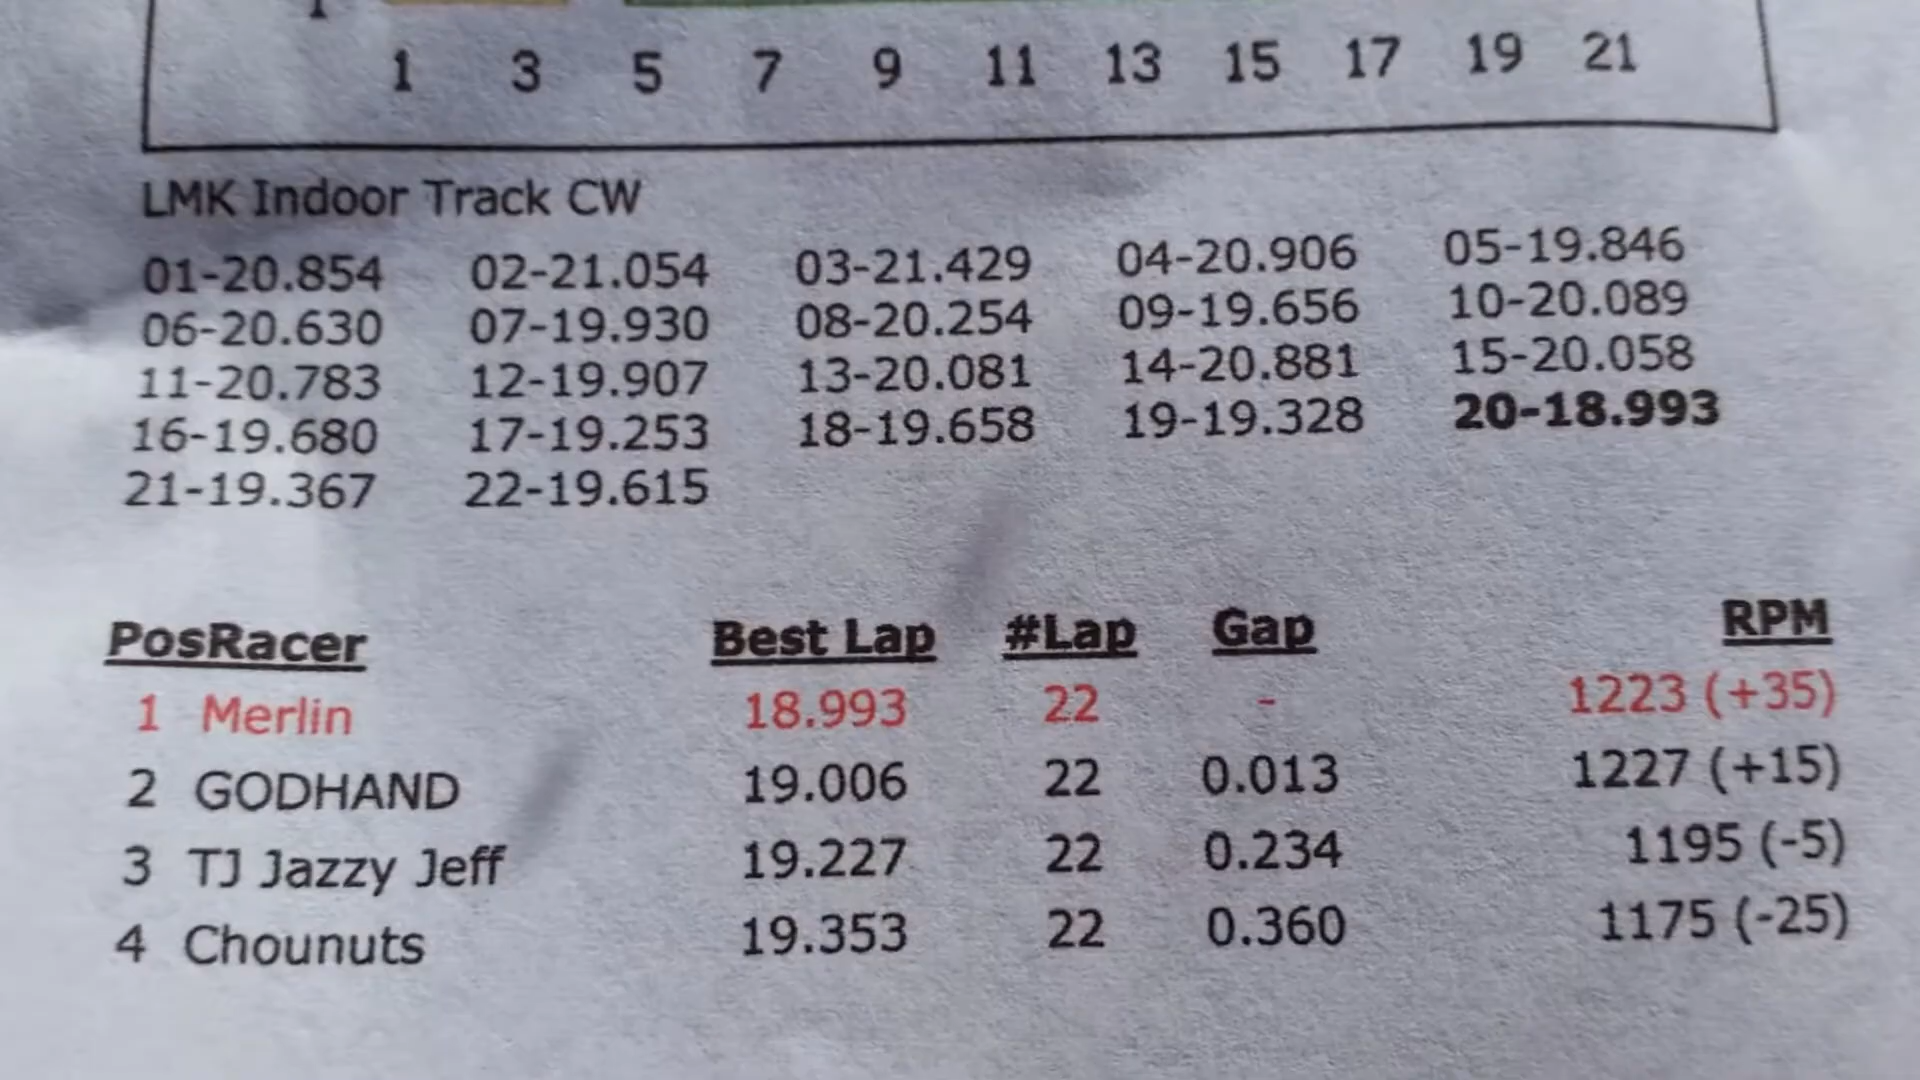 1 3 5 7 9 11 13 15 17 19 21
LMK Indoor Track CW
01-20.854 02-21.054 03-21.429 04-20.906 05-19.846
06-20.630 07-19.930 08-20.254 09-19.656 10-20.089
11-20.783 12-19.907 13-20.081 14-20.881 15-20.058
16-19.680 17-19.253 18-19.658 19-19.328 20-18.993
21-19.367 22-19.615
PosRacer Best Lap #Lap Gap RPM
1 Merlin 18.993 22 - 1223 (+35)
2 GODHAND 19.006 22 0.013 1227 (+15)
3 TJ Jazzy Jeff 19.227 22 0.234 1195 (-5)
4 Chounuts 19.353 22 0.360 1175 (-25)